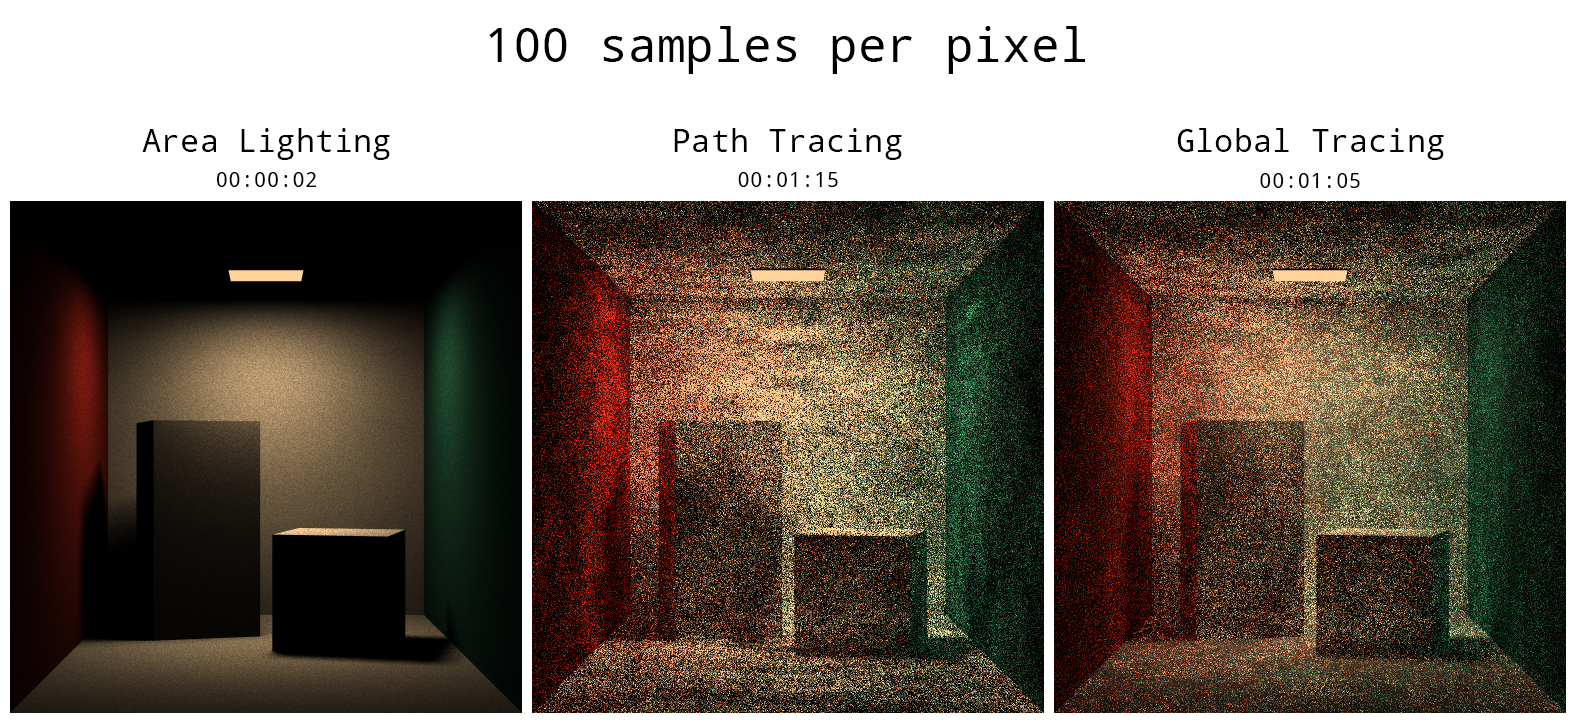 100 samples per pixel
Area Lighting
00:00:02
Path Tracing
00:01:15
Global Tracing
00:01:05